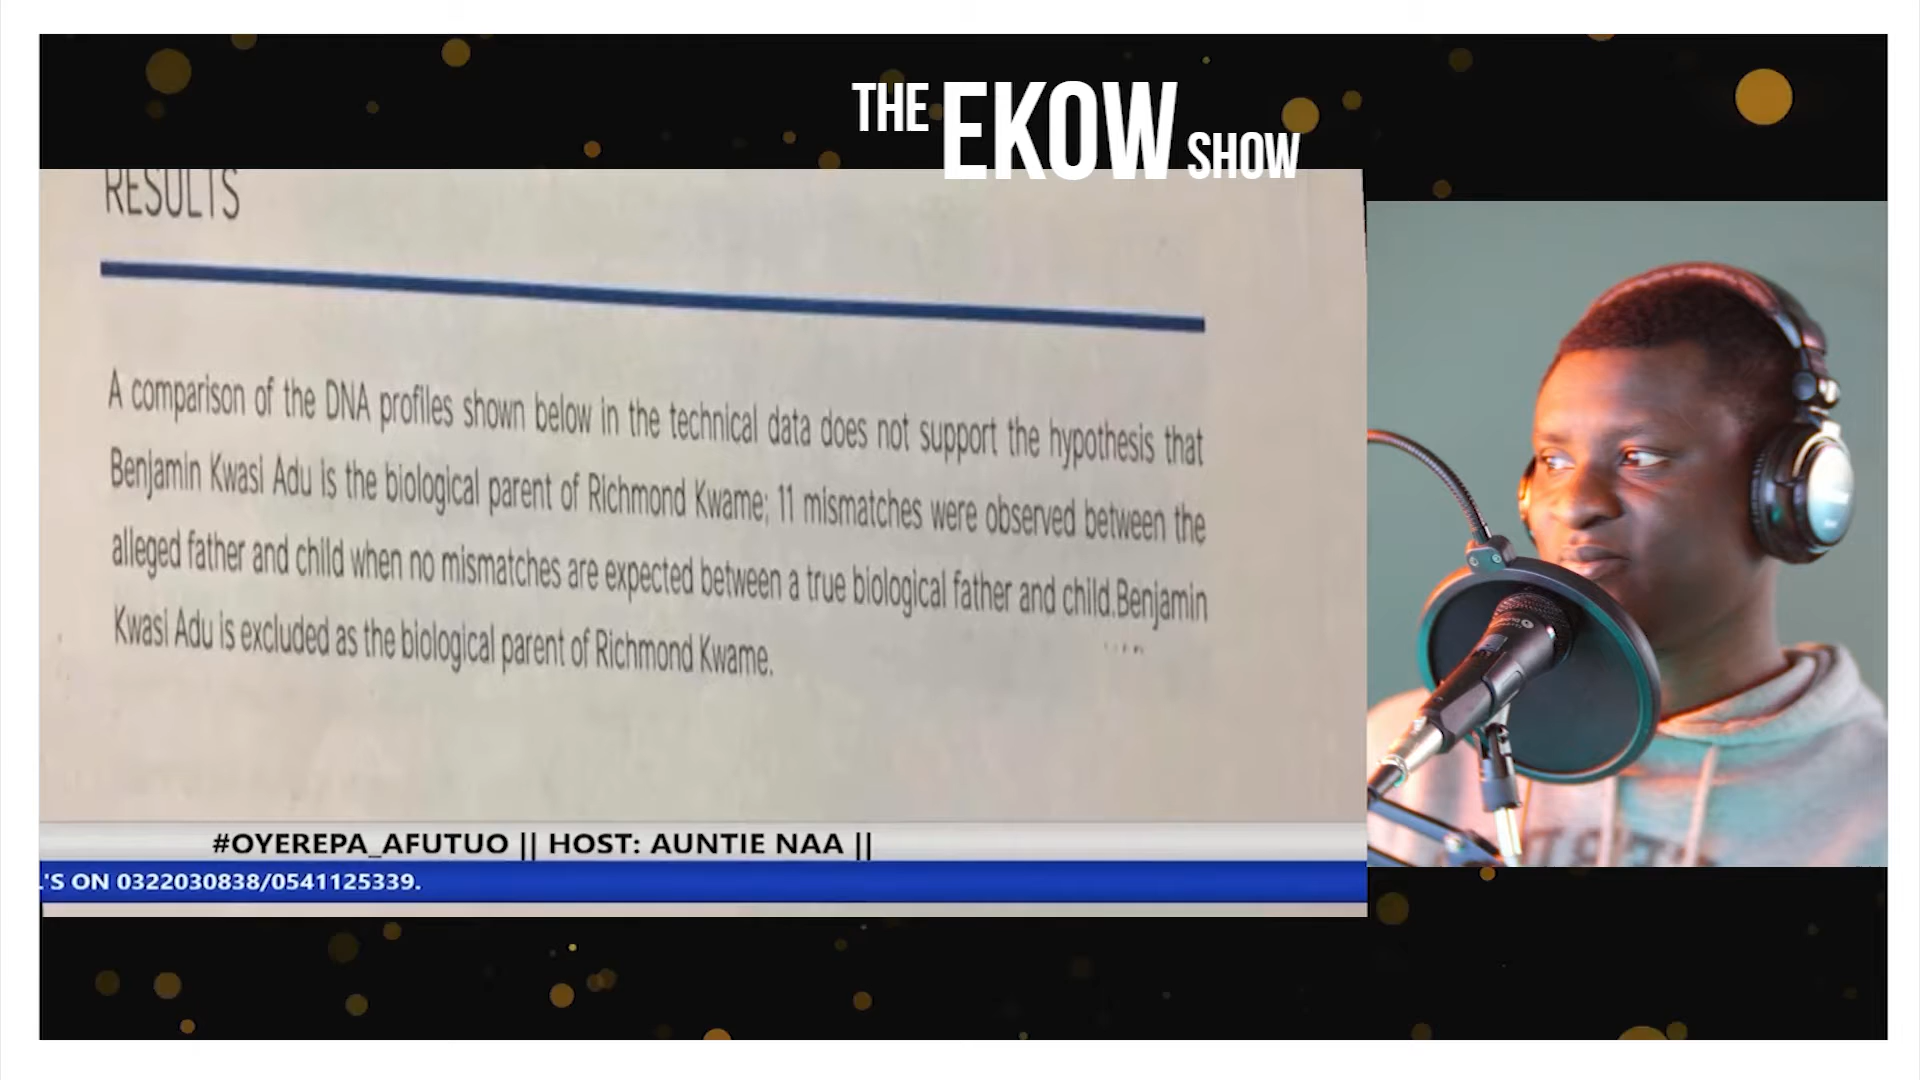 THE EKOW SHOW
RESULTS
A comparison of the DNA profiles shown below in the technical data does not support the hypothesis that
Benjamin Kwasi Adu is the biological parent of Richmond Kwame; 11 mismatches were observed between the
alleged father and child when no mismatches are expected between a true biological father and child.Benjamin
Kwasi Adu is excluded as the biological parent of Richmond Kwame.
#OYEREPA_AFUTUO || HOST: AUNTIE NAA ||
'S ON 0322030838/0541125339.